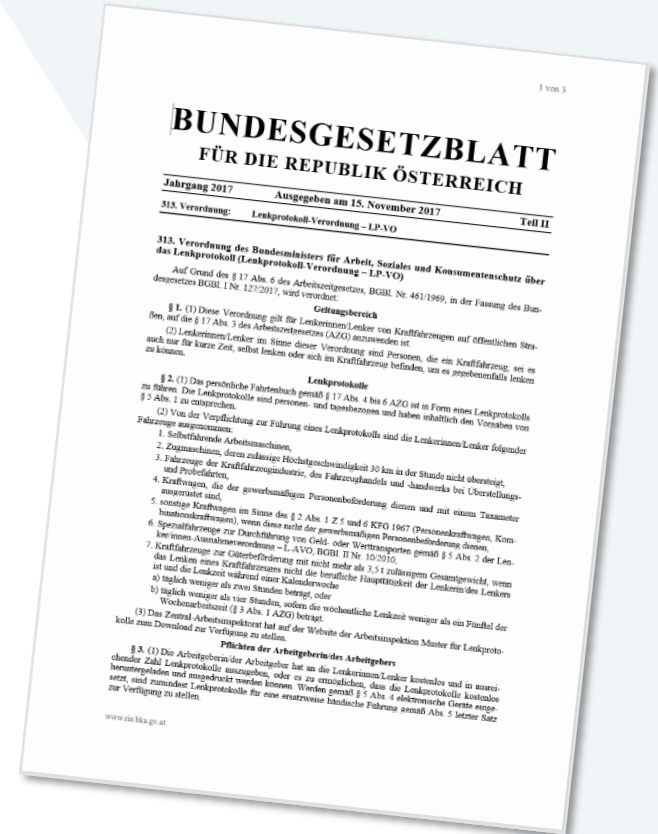 1 von 3
BUNDESGESETZBLATT
FÜR DIE REPUBLIK ÖSTERREICH
Jahrgang 2017 Ausgegeben am 15. November 2017 Teil II
313. Verordnung: Lenkprotokoll-Verordnung – LP-VO
313. Verordnung des Bundesministers für Arbeit, Soziales und Konsumentenschutz über
das Lenkprotokoll (Lenkprotokoll-Verordnung – LP-VO)
Auf Grund des § 17 Abs. 6 des Arbeitszeitgesetzes, BGBl. Nr. 461/1969, in der Fassung des Bun-
desgesetzes BGBl. I Nr. 127/2017, wird verordnet:
Geltungsbereich
§ 1. (1) Diese Verordnung gilt für Lenkerinnen/Lenker von Kraftfahrzeugen auf öffentlichen Stra-
ßen, auf die § 17 Abs. 3 des Arbeitszeitgesetzes (AZG) anzuwenden ist.
(2) Lenkerinnen/Lenker im Sinne dieser Verordnung sind Personen, die ein Kraftfahrzeug, sei es
auch nur für kurze Zeit, selbst lenken oder sich im Kraftfahrzeug befinden, um es gegebenenfalls lenken
zu können.
Lenkprotokolle
§ 2. (1) Das persönliche Fahrtenbuch gemäß § 17 Abs. 4 bis 6 AZG ist in Form eines Lenkprotokolls
zu führen. Die Lenkprotokolle sind personen- und tagesbezogen und haben inhaltlich den Vorgaben von
§ 5 Abs. 1 zu entsprechen.
(2) Von der Verpflichtung zur Führung eines Lenkprotokolls sind die Lenkerinnen/Lenker folgender
Fahrzeuge ausgenommen:
1. Selbstfahrende Arbeitsmaschinen,
2. Zugmaschinen, deren zulässige Höchstgeschwindigkeit 30 km in der Stunde nicht übersteigt,
3. Fahrzeuge der Kraftfahrzeugindustrie, des Fahrzeughandels und -handwerks bei Überstellungs-
und Probefahrten,
4. Kraftwagen, die der gewerbsmäßigen Personenbeförderung dienen und mit einem Taxameter
ausgerüstet sind,
5. sonstige Kraftwagen im Sinne des § 2 Abs. 1 Z 5 und 6 KFG 1967 (Personenkraftwagen, Kom-
binationskraftwagen), wenn diese nicht der gewerbsmäßigen Personenbeförderung dienen,
6. Spezialfahrzeuge zur Durchführung von Geld- oder Werttransporten gemäß § 5 Abs. 2 der Len-
ker/innen-Ausnahmeverordnung – L-AVO, BGBl. II Nr. 10/2010,
7. Kraftfahrzeuge zur Güterbeförderung mit nicht mehr als 3,5 t zulässigem Gesamtgewicht, wenn
das Lenken eines Kraftfahrzeuges nicht die berufliche Haupttätigkeit der Lenkerin/des Lenkers
ist und die Lenkzeit während einer Kalenderwoche
a) täglich weniger als zwei Stunden beträgt, oder
b) täglich weniger als vier Stunden, sofern die wöchentliche Lenkzeit weniger als ein Fünftel der
Wochenarbeitszeit (§ 3 Abs. 1 AZG) beträgt.
(3) Das Zentral-Arbeitsinspektorat hat auf der Website der Arbeitsinspektion Muster für Lenkproto-
kolle zum Download zur Verfügung zu stellen.
Pflichten der Arbeitgeberin/des Arbeitgebers
§ 3. (1) Die Arbeitgeberin/der Arbeitgeber hat an die Lenkerinnen/Lenker kostenlos und in ausrei-
chender Zahl Lenkprotokolle auszugeben, oder es zu ermöglichen, dass die Lenkprotokolle kostenlos
heruntergeladen und ausgedruckt werden können. Werden gemäß § 5 Abs. 4 elektronische Geräte einge-
setzt, sind zumindest Lenkprotokolle für eine ersatzweise händische Führung gemäß Abs. 5 letzter Satz
zur Verfügung zu stellen.
www.ris.bka.gv.at